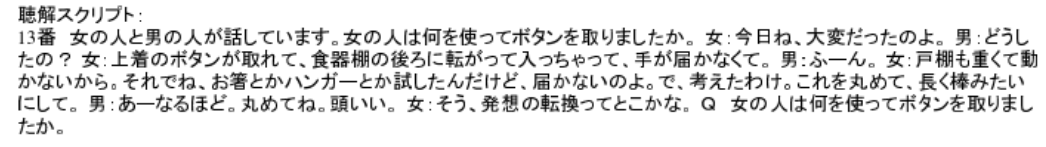 聴解スクリプト：
13番　女の人と男の人が話しています。女の人は何を使ってボタンを取りましたか。 女：今日ね、大変だったのよ。 男：どうし
たの？ 女：上着のボタンが取れて、食器棚の後ろに転がって入っちゃって、手が届かなくて。 男：ふーん。 女：戸棚も重くて動
かないから。それでね、お箸とかハンガーとか試したんだけど、届かないのよ。で、考えたわけ。これを丸めて、長く棒みたい
にして。 男：あーなるほど。丸めてね。頭いい。 女：そう、発想の転換ってとこかな。 Q　女の人は何を使ってボタンを取りまし
たか。